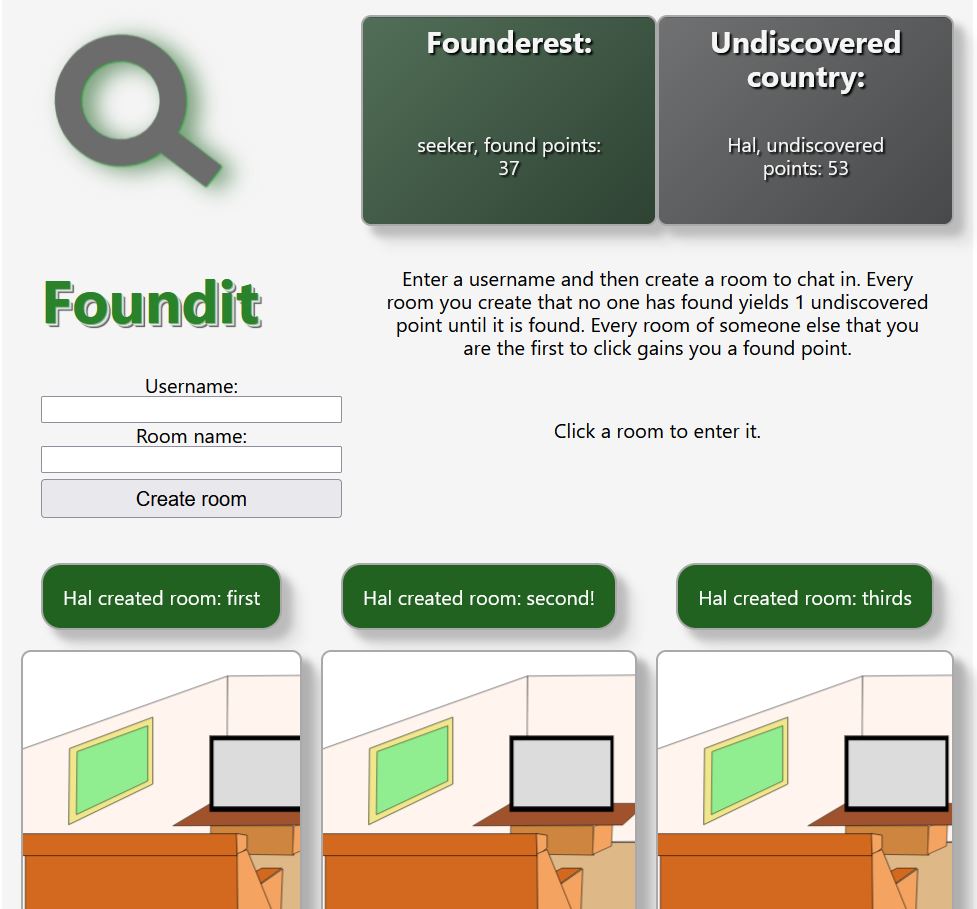 Founderest:
seeker, found points:
37
Undiscovered
country:
Hal, undiscovered
points: 53
Foundit
Enter a username and then create a room to chat in. Every
room you create that no one has found yields 1 undiscovered
point until it is found. Every room of someone else that you
are the first to click gains you a found point.
Username:
Room name:
Create room
Click a room to enter it.
Hal created room: first
Hal created room: second!
Hal created room: thirds